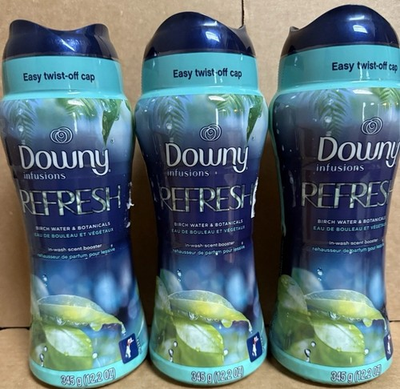 Easy twist-off cap
Downy
infusions
REFRESH
BIRCH WATER & BOTANICALS
EAU DE BOULEAU ET VÉGÉTAUX
in-wash scent booster
rehausseur de parfum pour lessive
345 g (12.2 OZ)
Easy twist-off cap
Downy
infusions
REFRESH
BIRCH WATER & BOTANICALS
EAU DE BOULEAU ET VÉGÉTAUX
in-wash scent booster
rehausseur de parfum pour lessive
345 g (12.2 OZ)
Easy twist-off cap
Downy
infusions
REFRESH
BIRCH WATER & BOTANICALS
EAU DE BOULEAU ET VÉGÉTAUX
in-wash scent booster
rehausseur de parfum pour lessive
345 g (12.2 OZ)